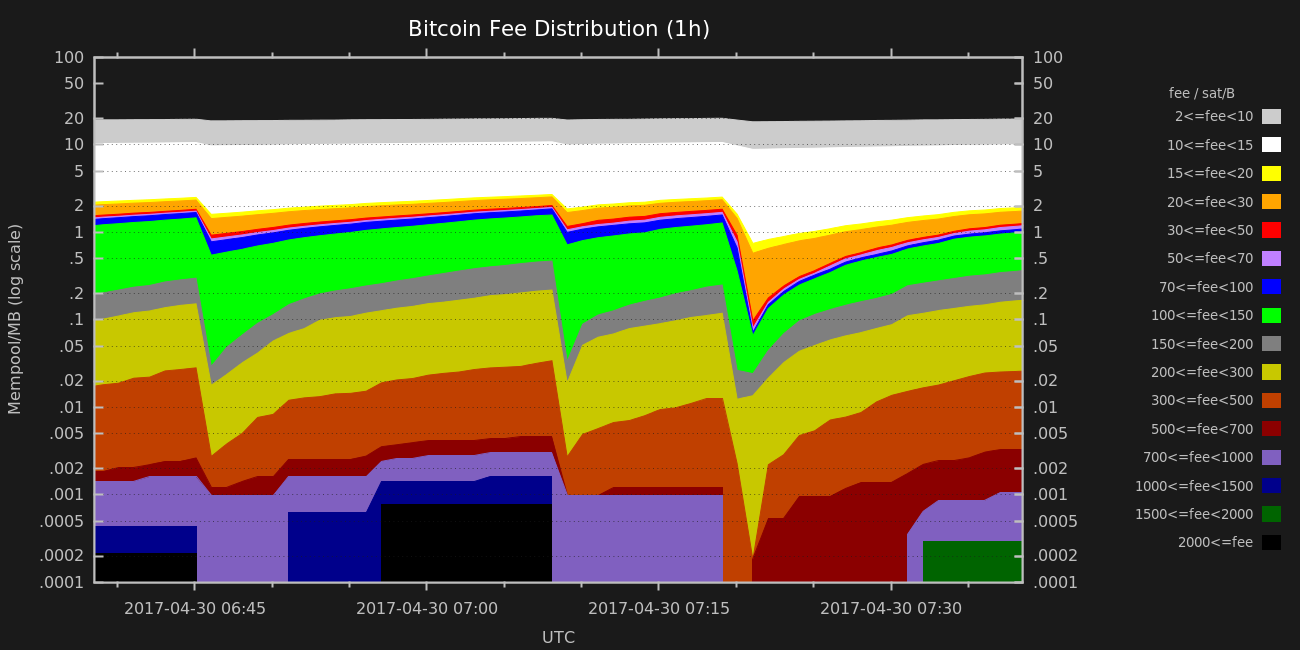 Bitcoin Fee Distribution (1h)
Mempool/MB (log scale)
100
50
20
10
5
2
1
.5
.2
.1
.05
.02
.01
.005
.002
.001
.0005
.0002
.0001
100
50
20
10
5
2
1
.5
.2
.1
.05
.02
.01
.005
.002
.001
.0005
.0002
.0001
2017-04-30 06:45 2017-04-30 07:00 2017-04-30 07:15 2017-04-30 07:30
UTC
fee / sat/B
2<=fee<10
10<=fee<15
15<=fee<20
20<=fee<30
30<=fee<50
50<=fee<70
70<=fee<100
100<=fee<150
150<=fee<200
200<=fee<300
300<=fee<500
500<=fee<700
700<=fee<1000
1000<=fee<1500
1500<=fee<2000
2000<=fee